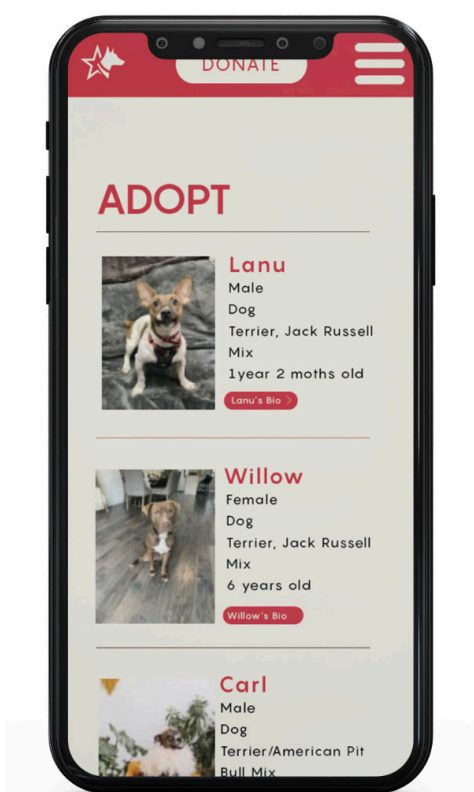 DONATE
ADOPT
Lanu
Male
Dog
Terrier, Jack Russell
Mix
1year 2 moths old
Lanu's Bio >
Willow
Female
Dog
Terrier, Jack Russell
Mix
6 years old
Willow's Bio
Carl
Male
Dog
Terrier/American Pit
Bull Mix